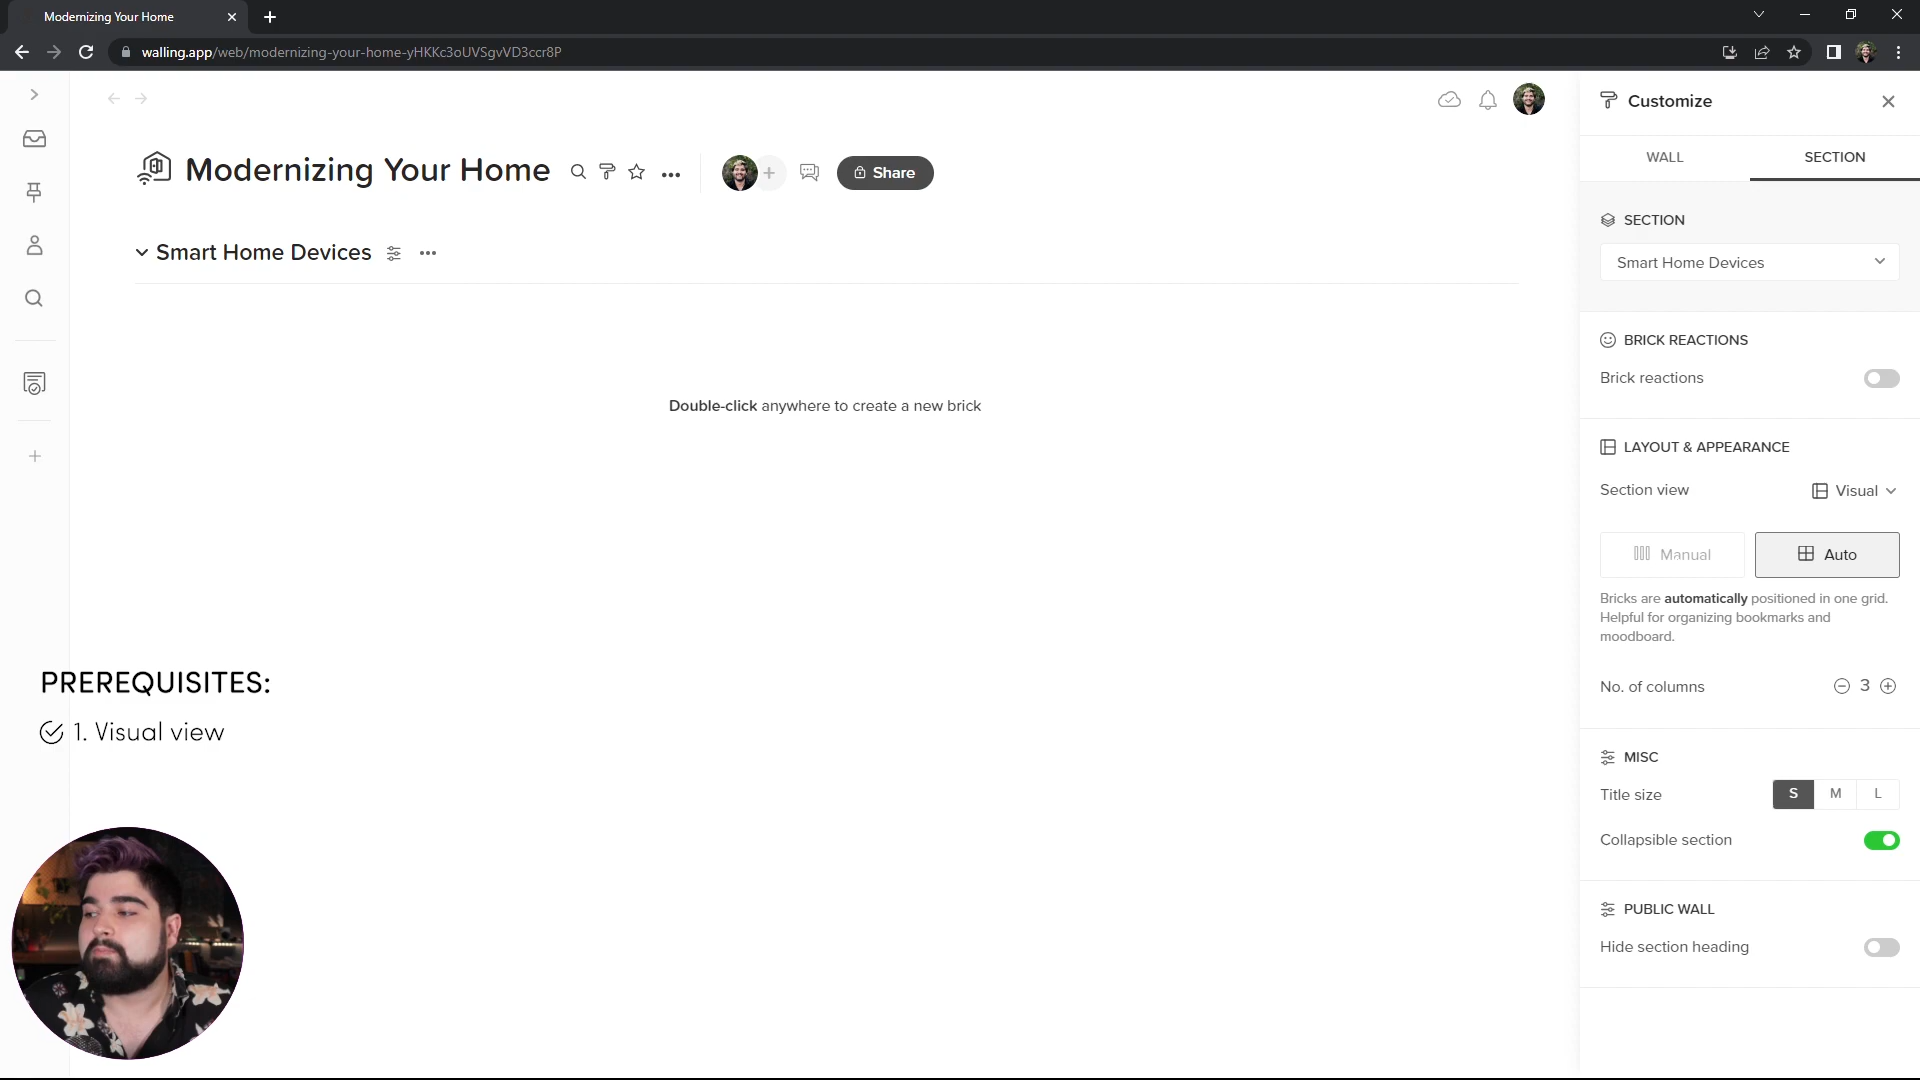 Modernizing Your Home
walling.app/web/modernizing-your-home-yHKKc3oUVSgvVD3ccr8P
Modernizing Your Home
Share
Smart Home Devices
Double-click anywhere to create a new brick
PREREQUISITES:
1. Visual view
Customize
WALL
SECTION
SECTION
Smart Home Devices
BRICK REACTIONS
Brick reactions
LAYOUT & APPEARANCE
Section view
Visual
Manual
Auto
Bricks are automatically positioned in one grid.
Helpful for organizing bookmarks and
moodboard.
No. of columns
3
MISC
Title size
S M L
Collapsible section
PUBLIC WALL
Hide section heading